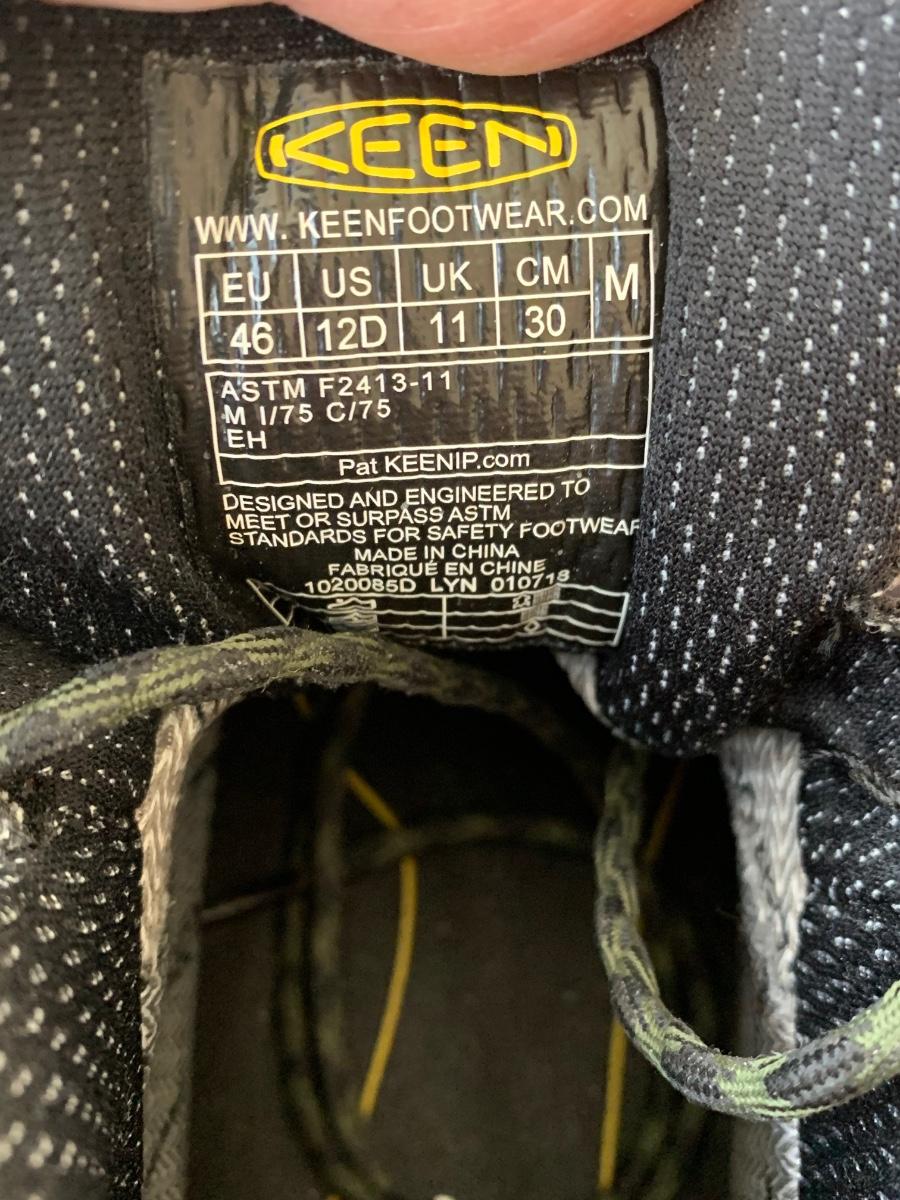 KEEN
WWW. KEENFOOTWEAR.COM
EU US UK CM M
46 12D 11 30
ASTM F2413-11
M I/75 C/75
EH
Pat KEENIP.com
DESIGNED AND ENGINEERED TO
MEET OR SURPASS ASTM
STANDARDS FOR SAFETY FOOTWEAR
MADE IN CHINA
FABRIQUÉ EN CHINE
1020085D LYN 010718